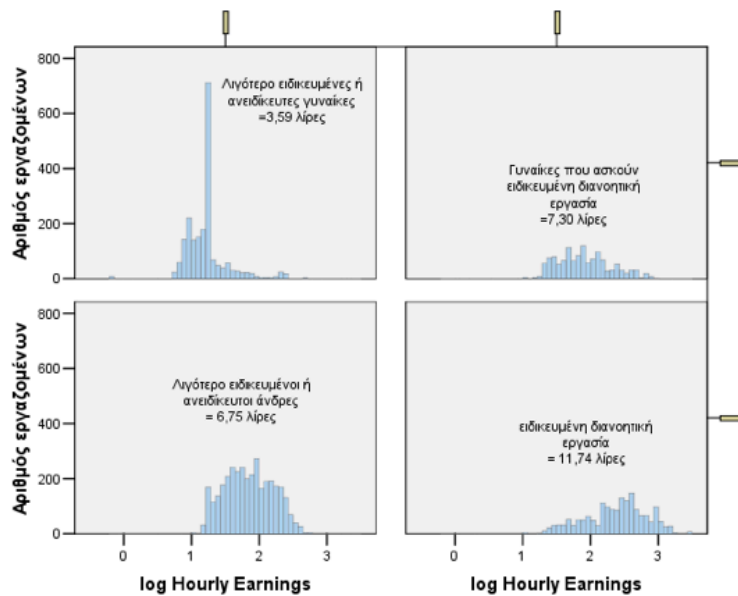 800
600
400
200
0
Αριθμός εργαζομένων
Λιγότερο ειδικευμένες ή
ανειδίκευτες γυναίκες
=3,59 λίρες
Γυναίκες που ασκούν
ειδικευμένη διανοητική
εργασία
=7,30 λίρες
800
600
400
200
0
Αριθμός εργαζομένων
Λιγότερο ειδικευμένοι ή
ανειδίκευτοι άνδρες
= 6,75 λίρες
ειδικευμένη διανοητική
εργασία
= 11,74 λίρες
0 1 2 3
0 1 2 3
log Hourly Earnings
log Hourly Earnings